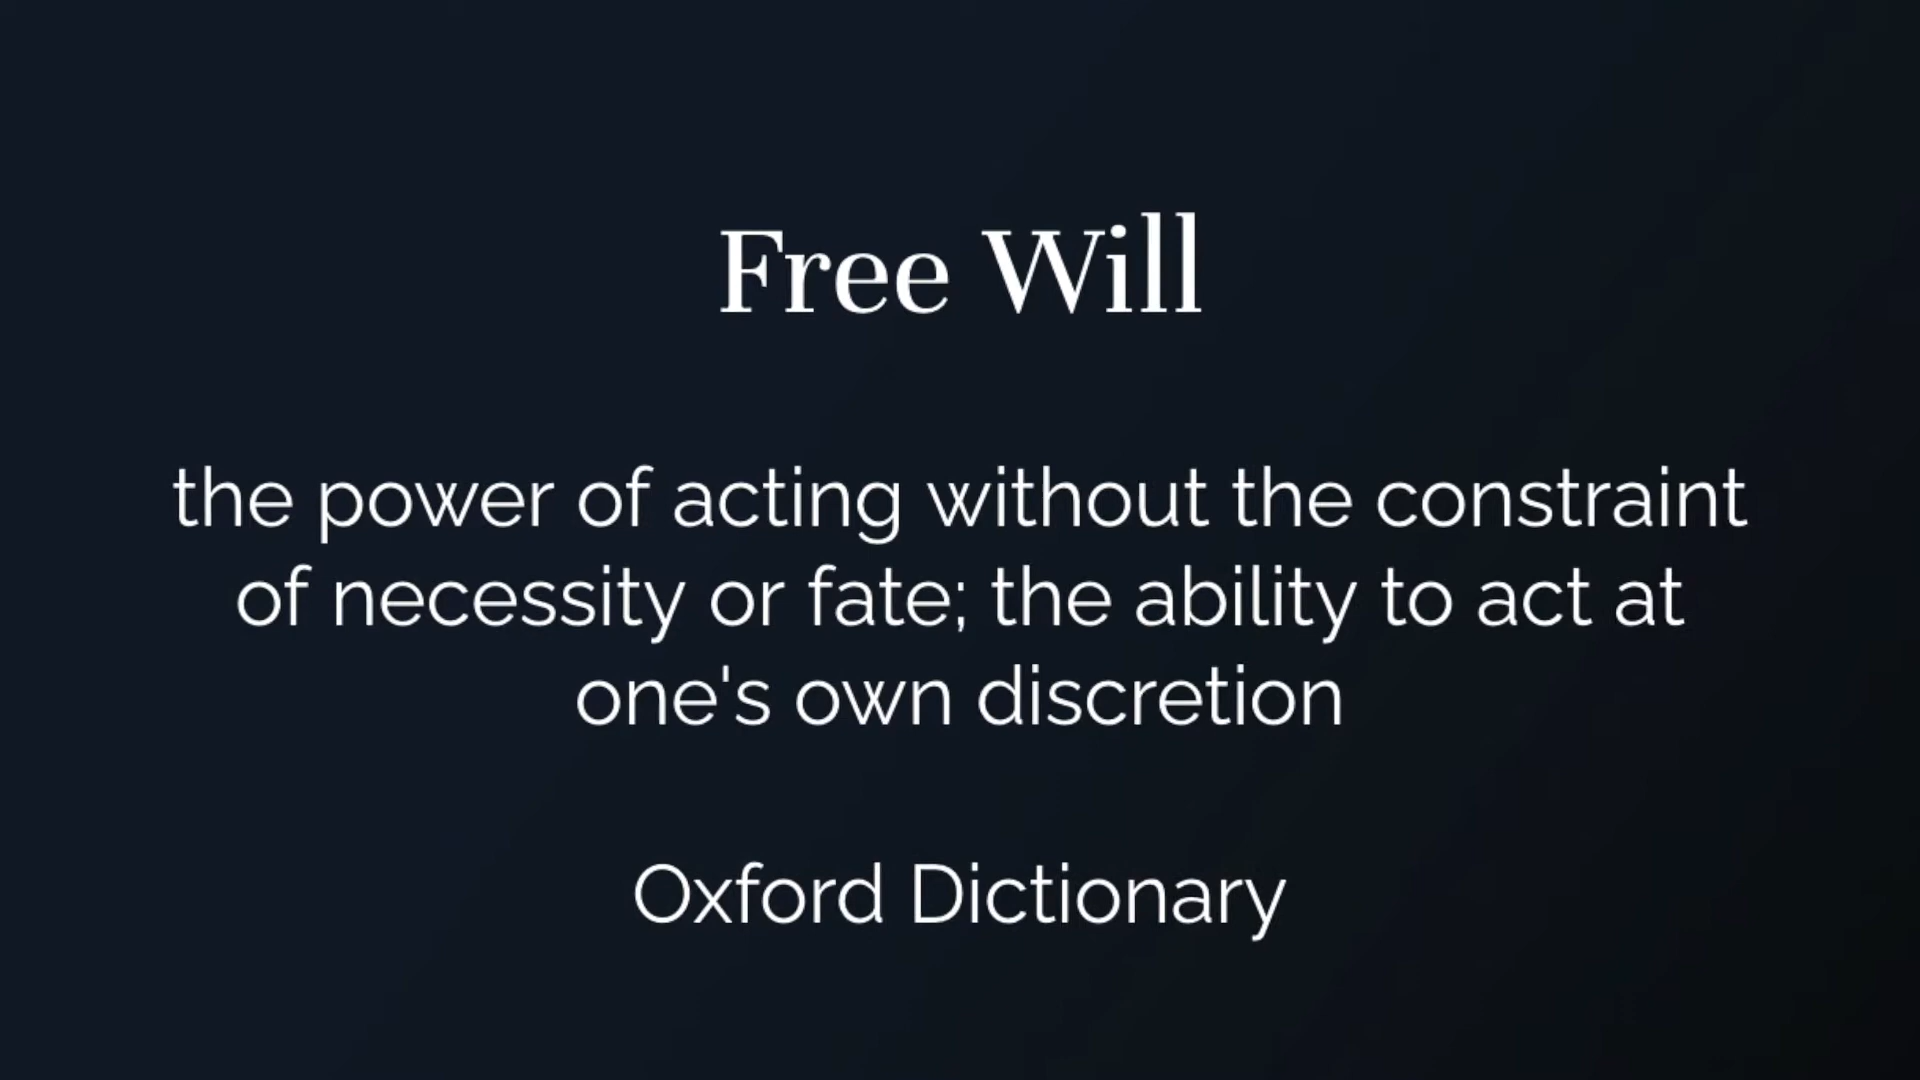 Free Will
the power of acting without the constraint
of necessity or fate; the ability to act at
one's own discretion
Oxford Dictionary